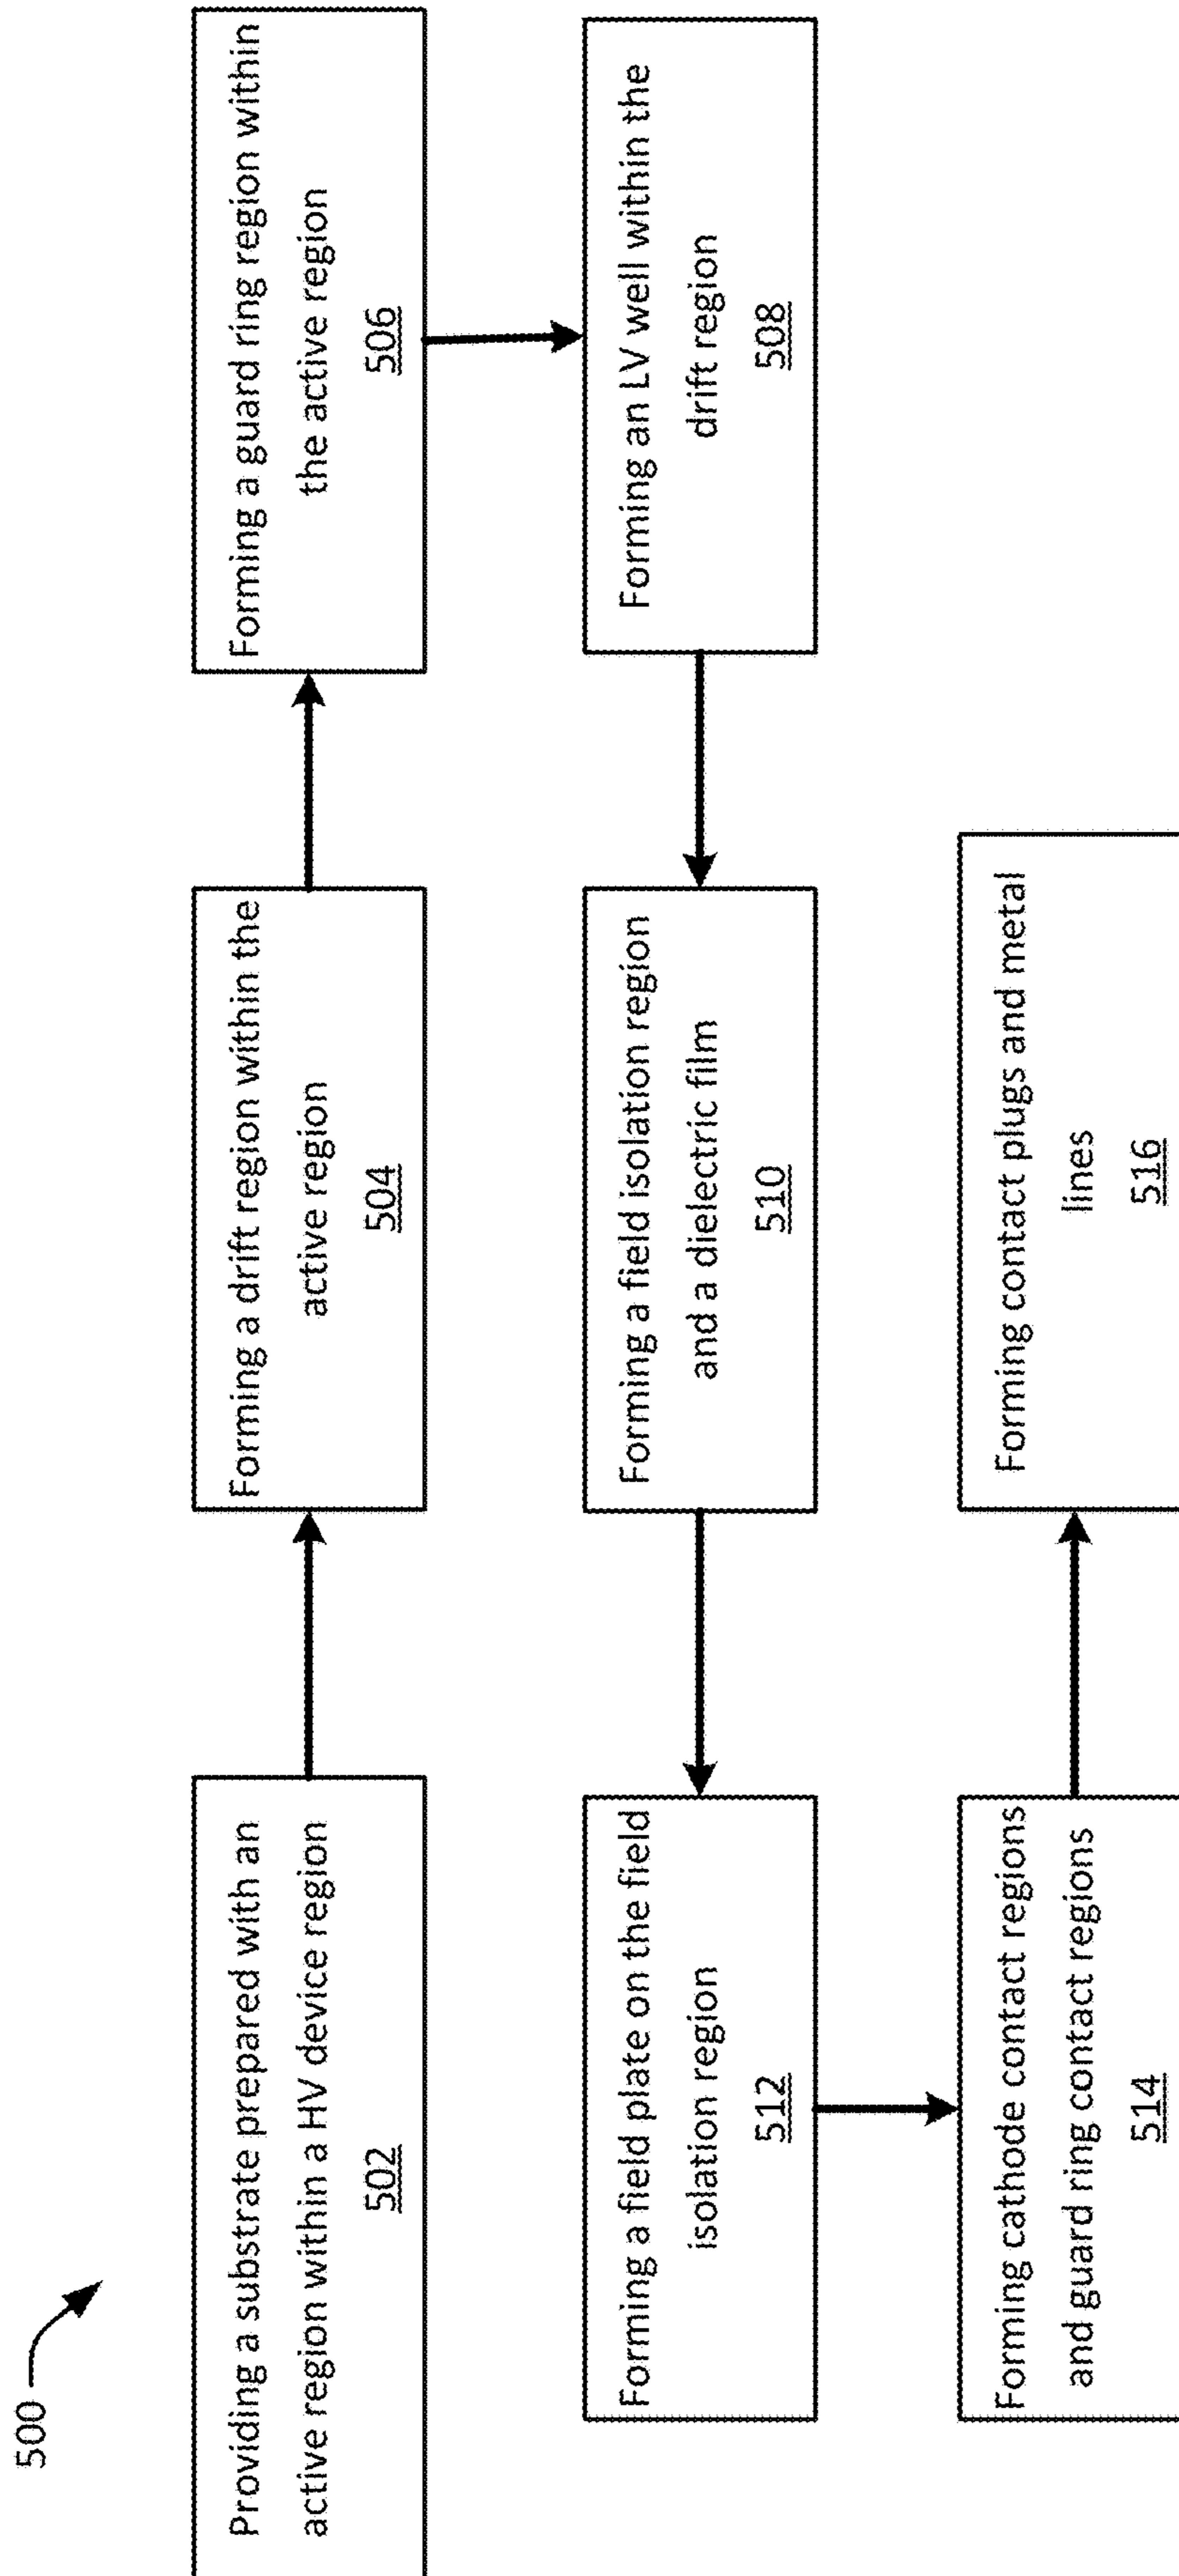 500
Providing a substrate prepared with an
active region within a HV device region
502
Forming a drift region within the
active region
504
Forming a guard ring region within
the active region
506
Forming an LV well within the
drift region
508
Forming a field isolation region
and a dielectric film
510
Forming a field plate on the field
isolation region
512
Forming cathode contact regions
and guard ring contact regions
514
Forming contact plugs and metal
lines
516